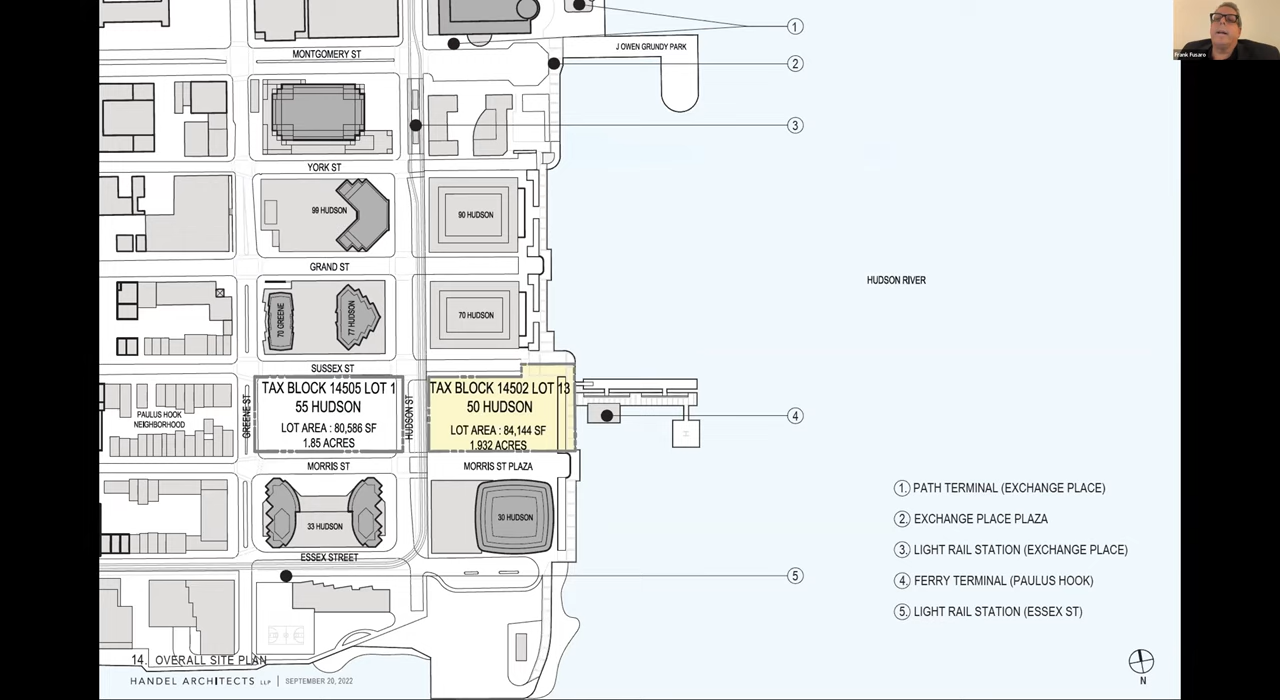 Frank Fusaro
1
MONTGOMERY ST
J OWEN GRUNDY PARK
2
3
YORK ST
99 HUDSON
90 HUDSON
GRAND ST
HUDSON RIVER
70 GREENE
77 HUDSON
70 HUDSON
SUSSEX ST
TAX BLOCK 14505 LOT 1
55 HUDSON
LOT AREA : 80,586 SF
1.85 ACRES
TAX BLOCK 14502 LOT 13
50 HUDSON
LOT AREA : 84,144 SF
1.932 ACRES
GREENE ST
HUDSON ST
PAULUS HOOK
NEIGHBORHOOD
4
MORRIS ST
MORRIS ST PLAZA
33 HUDSON
30 HUDSON
ESSEX STREET
5
1. PATH TERMINAL (EXCHANGE PLACE)
2. EXCHANGE PLACE PLAZA
3. LIGHT RAIL STATION (EXCHANGE PLACE)
4. FERRY TERMINAL (PAULUS HOOK)
5. LIGHT RAIL STATION (ESSEX ST)
14. OVERALL SITE PLAN
HANDEL ARCHITECTS LLP | SEPTEMBER 20, 2022
N